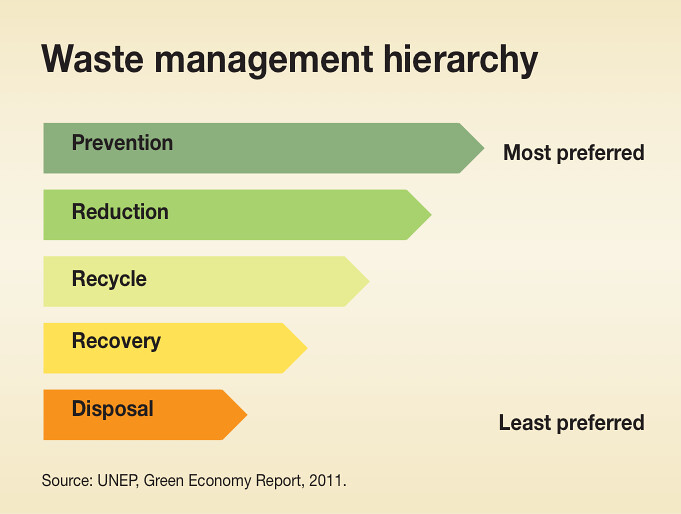 Waste management hierarchy
Prevention
Most preferred
Reduction
Recycle
Recovery
Disposal
Least preferred
Source: UNEP, Green Economy Report, 2011.